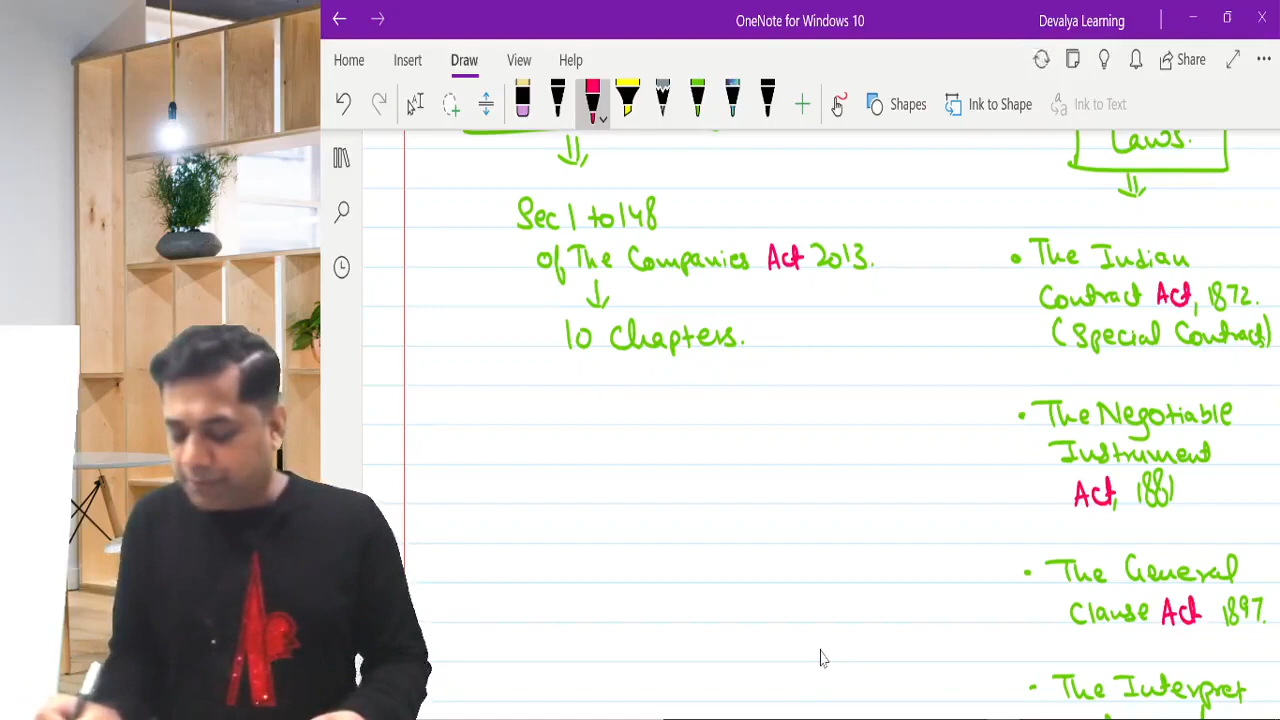 OneNote for Windows 10
Devalya Learning
Home Insert Draw View Help
Share
Shapes Ink to Shape Ink to Text
Laws.
Sec 1 to 148
of The Companies Act 2013.
10 Chapters.
• The Indian
Contract Act, 1872.
(Special Contract)
• The Negotiable
Instrument
Act, 1881
• The General
Clause Act 1897.
• The Interpret